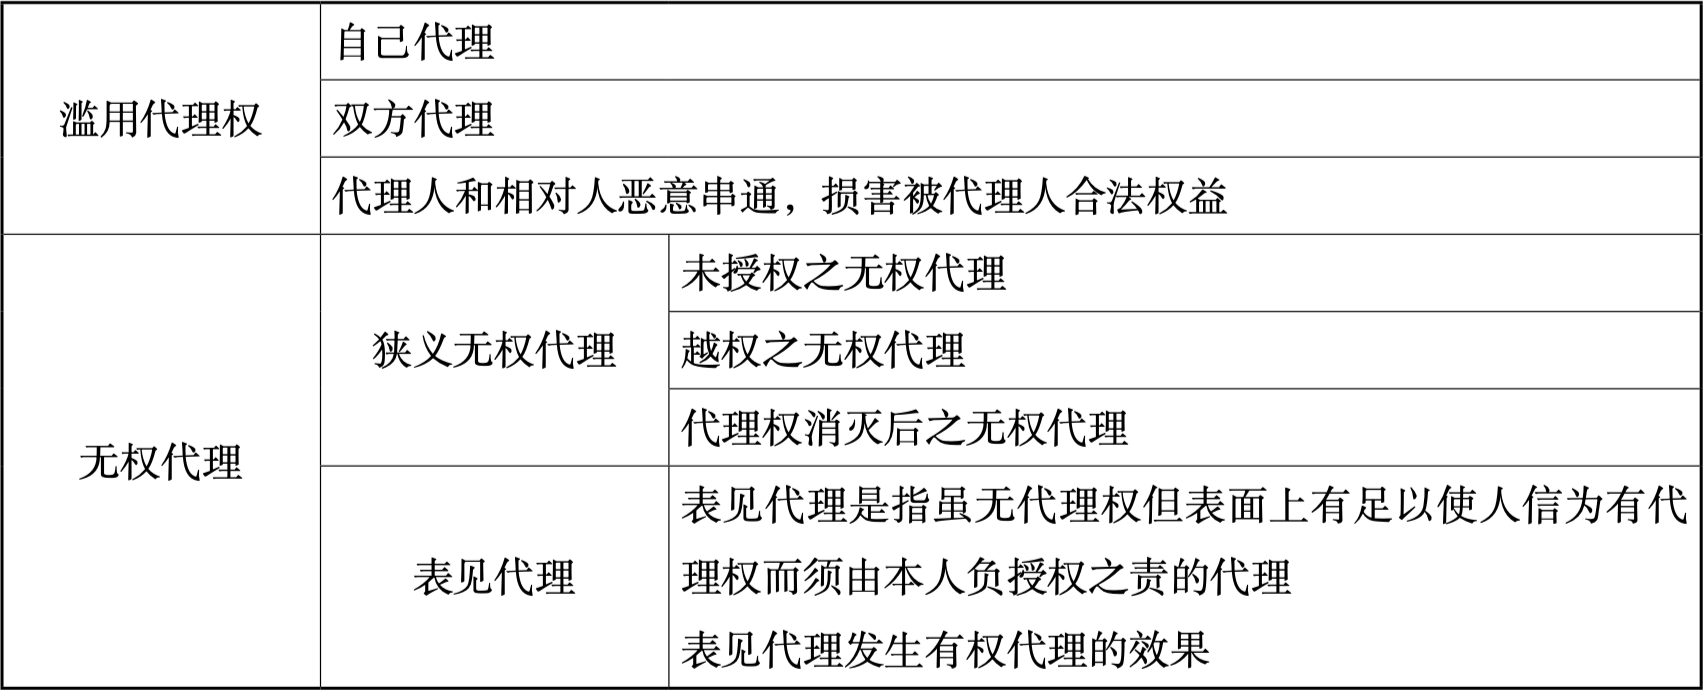 滥用代理权
自己代理
双方代理
代理人和相对人恶意串通，损害被代理人合法权益
无权代理
狭义无权代理
未授权之无权代理
越权之无权代理
代理权消灭后之无权代理
表见代理
表见代理是指虽无代理权但表面上有足以使人信为有代
理权而须由本人负授权之责的代理
表见代理发生有权代理的效果